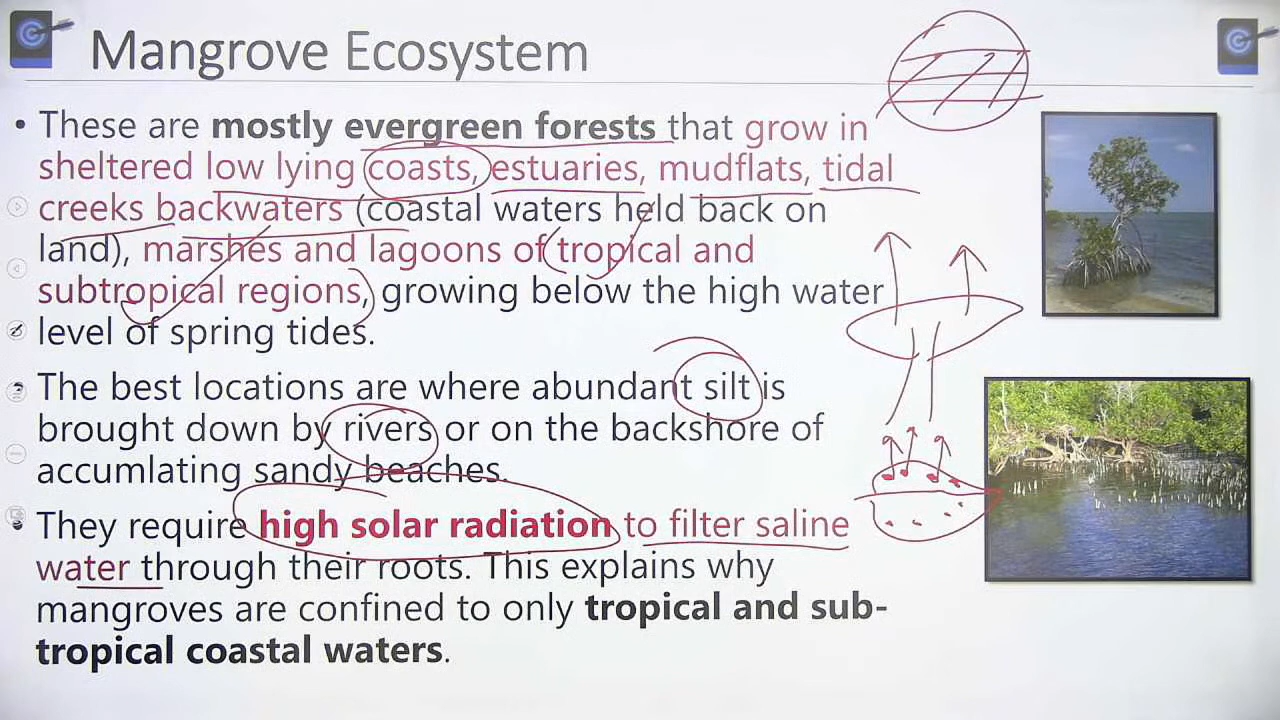 Mangrove Ecosystem
• These are mostly evergreen forests that grow in
sheltered low lying coasts, estuaries, mudflats, tidal
creeks backwaters (coastal waters held back on
land), marshes and lagoons of tropical and
subtropical regions, growing below the high water
level of spring tides.
The best locations are where abundant silt is
brought down by rivers or on the backshore of
accumlating sandy beaches.
They require high solar radiation to filter saline
water through their roots. This explains why
mangroves are confined to only tropical and sub-
tropical coastal waters.